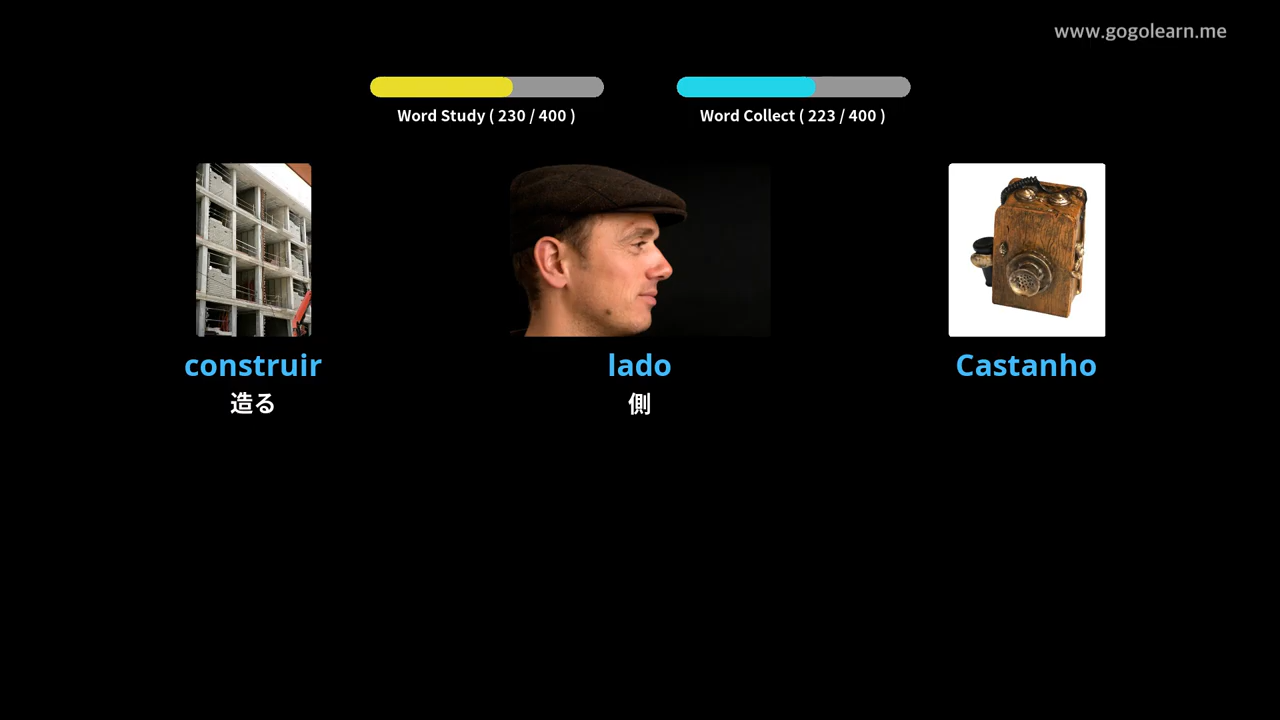 www.gogolearn.me
Word Study ( 230 / 400 )
Word Collect ( 223 / 400 )
construir
造る
lado
側
Castanho